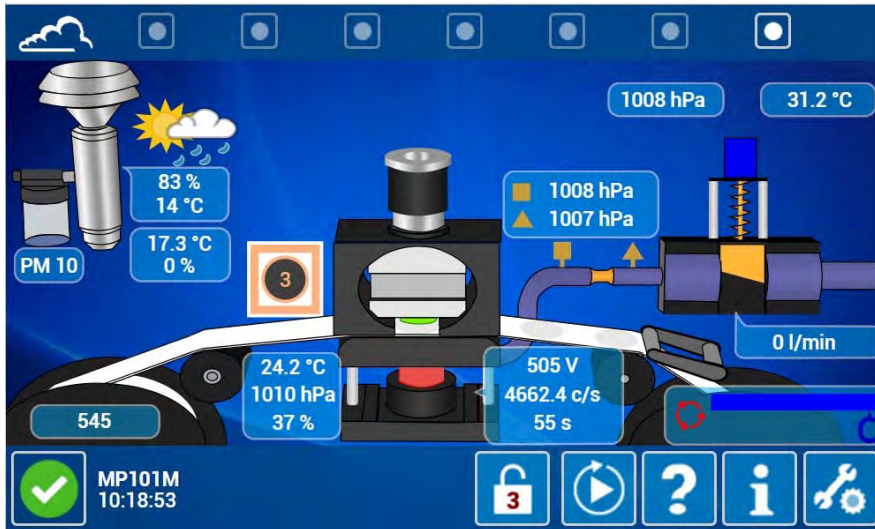 1008 hPa
31.2 °C
83 %
14 °C
1008 hPa
1007 hPa
17.3 °C
0 %
PM 10
3
0 l/min
24.2 °C
1010 hPa
37 %
505 V
4662.4 c/s
55 s
545
MP101M
10:18:53
3
?
i